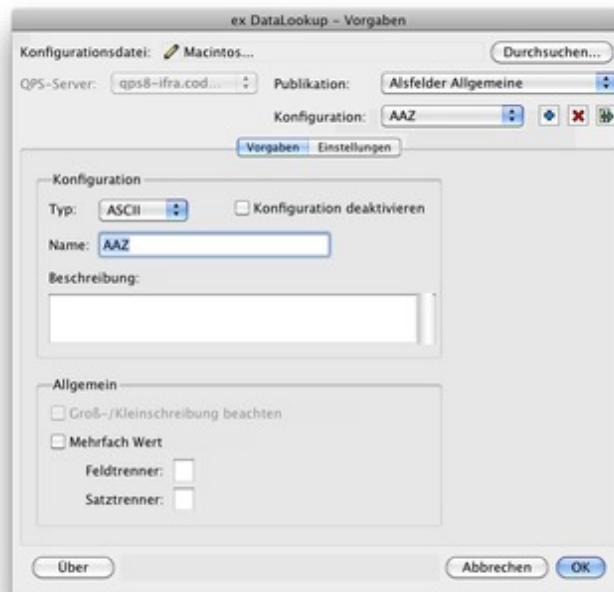 ex DataLookup – Vorgaben
Konfigurationsdatei: Macintos... Durchsuchen...
QPS-Server: qps8-ifra.cod... Publikation: Alsfelder Allgemeine
Konfiguration: AAZ
Vorgaben Einstellungen
Konfiguration
Typ: ASCII Konfiguration deaktivieren
Name: AAZ
Beschreibung:
Allgemein
Groß-/Kleinschreibung beachten
Mehrfach Wert
Feldtrenner:
Satztrenner:
Über Abbrechen OK